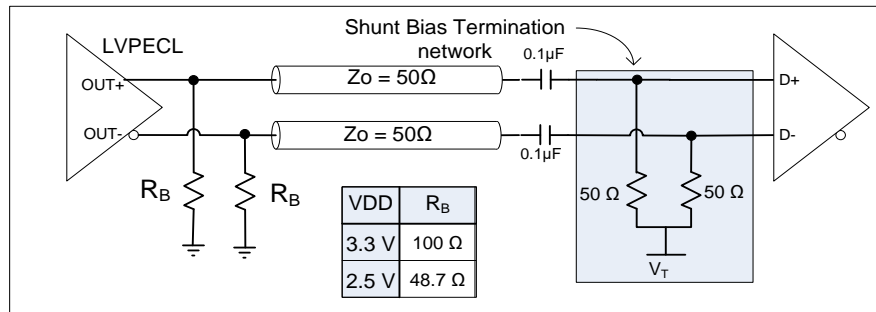 Shunt Bias Termination
network
LVPECL
0.1µF
OUT+
Zo = 50Ω
D+
OUT-
Zo = 50Ω
D-
0.1µF
R_B
R_B
50 Ω
50 Ω
V_T
VDD R_B
3.3 V 100 Ω
2.5 V 48.7 Ω